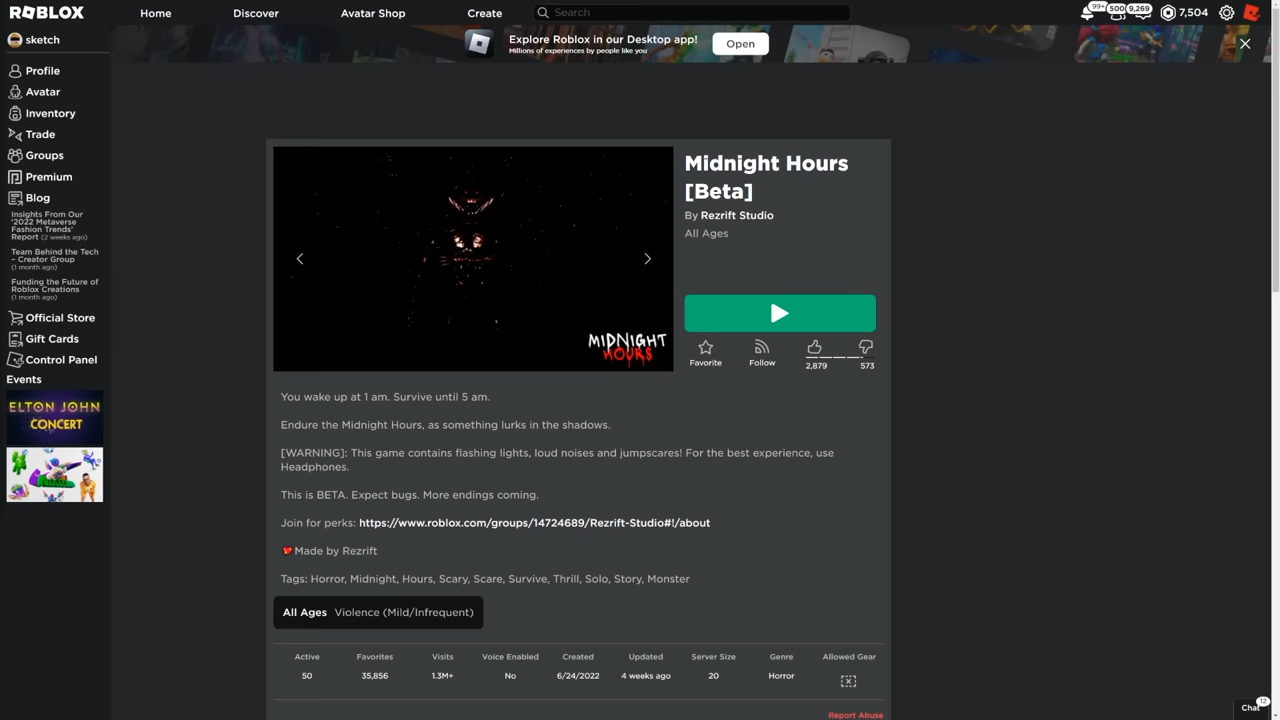 ROBLOX
Home
Discover
Avatar Shop
Create
Search
99+
500
9,269
7,504
sketch
Explore Roblox in our Desktop app!
Millions of experiences by people like you
Open
Profile
Avatar
Inventory
Trade
Groups
Premium
Blog
Insights From Our
'2022 Metaverse
Fashion Trends'
Report (2 weeks ago)
Team Behind the Tech
– Creator Group
(1 month ago)
Funding the Future of
Roblox Creations
(1 month ago)
Official Store
Gift Cards
Control Panel
Events
ELTON JOHN
CONCERT
MIDNIGHT
HOURS
Midnight Hours
[Beta]
By Rezrift Studio
All Ages
Favorite
Follow
2,879
573
You wake up at 1 am. Survive until 5 am.
Endure the Midnight Hours, as something lurks in the shadows.
[WARNING]: This game contains flashing lights, loud noises and jumpscares! For the best experience, use
Headphones.
This is BETA. Expect bugs. More endings coming.
Join for perks: https://www.roblox.com/groups/14724689/Rezrift-Studio#!/about
Made by Rezrift
Tags: Horror, Midnight, Hours, Scary, Scare, Survive, Thrill, Solo, Story, Monster
All Ages Violence (Mild/Infrequent)
Active Favorites Visits Voice Enabled Created Updated Server Size Genre Allowed Gear
50 35,856 1.3M+ No 6/24/2022 4 weeks ago 20 Horror
Report Abuse
Chat
12